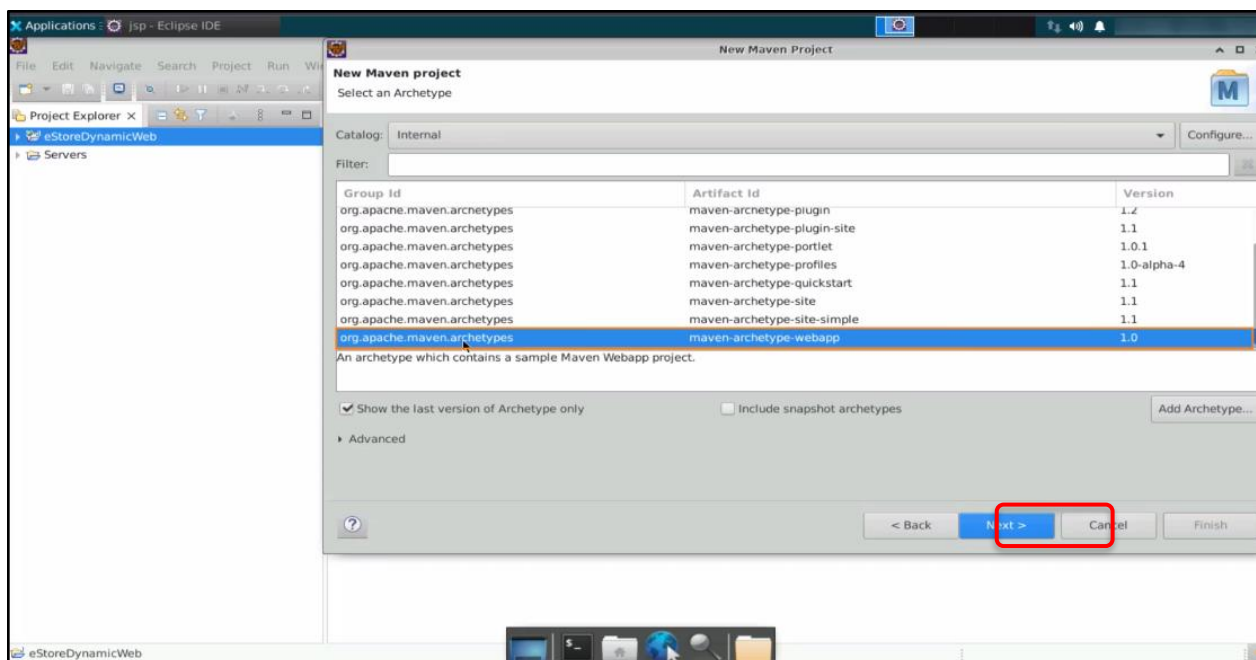 Applications : jsp - Eclipse IDE
New Maven Project
File Edit Navigate Search Project Run Wi
New Maven project
Select an Archetype
M
Project Explorer
eStoreDynamicWeb
Servers
Catalog: Internal Configure...
Filter:
Group Id Artifact Id Version
org.apache.maven.archetypes maven-archetype-plugin 1.2
org.apache.maven.archetypes maven-archetype-plugin-site 1.1
org.apache.maven.archetypes maven-archetype-portlet 1.0.1
org.apache.maven.archetypes maven-archetype-profiles 1.0-alpha-4
org.apache.maven.archetypes maven-archetype-quickstart 1.1
org.apache.maven.archetypes maven-archetype-site 1.1
org.apache.maven.archetypes maven-archetype-site-simple 1.1
org.apache.maven.archetypes maven-archetype-webapp 1.0
An archetype which contains a sample Maven Webapp project.
Show the last version of Archetype only Include snapshot archetypes Add Archetype...
Advanced
? < Back Next > Cancel Finish
$_
eStoreDynamicWeb